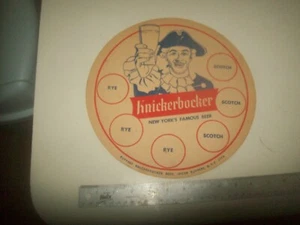 SCOTCH
RYE
Knickerbocker
SCOTCH
NEW YORK'S FAMOUS BEER
RYE
SCOTCH
RYE